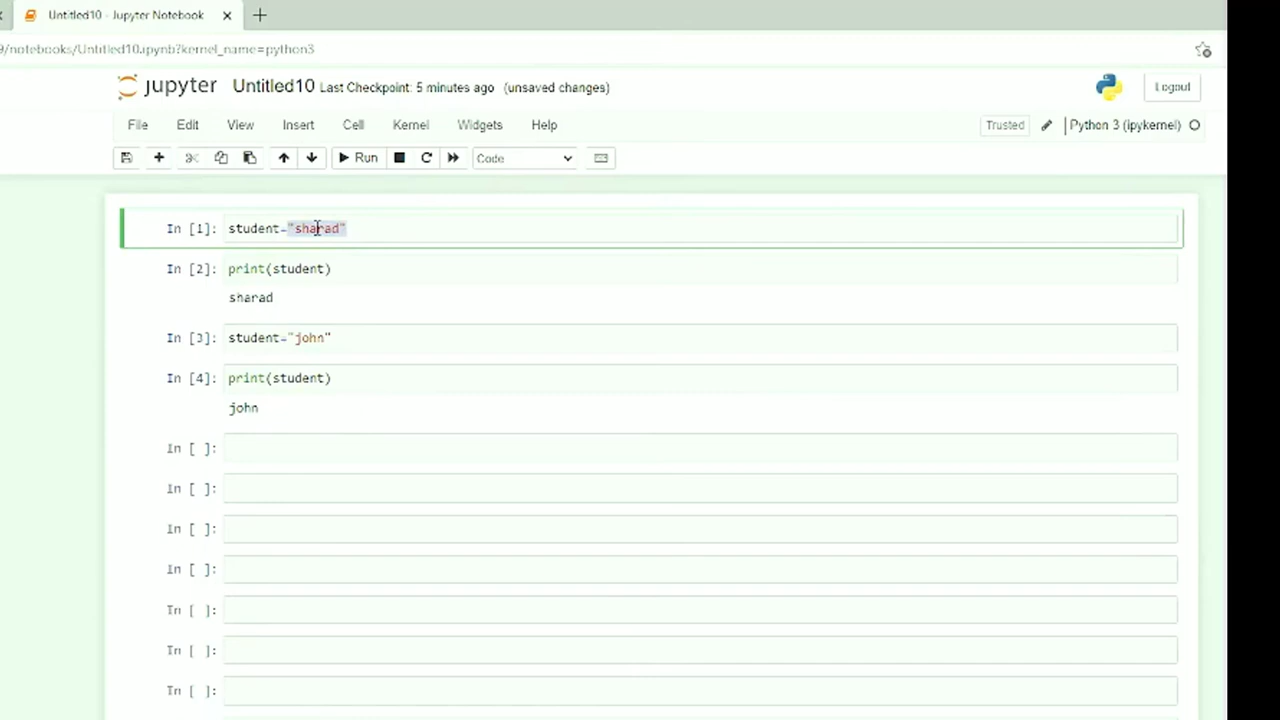 Untitled10 - Jupyter Notebook
9/notebooks/Untitled10.ipynb?kernel_name=python3
jupyter Untitled10 Last Checkpoint: 5 minutes ago (unsaved changes)
Logout
File Edit View Insert Cell Kernel Widgets Help
Trusted Python 3 (ipykernel)
Run Code
In [1]: student="sharad"
In [2]: print(student)
sharad
In [3]: student="john"
In [4]: print(student)
john
In [ ]:
In [ ]:
In [ ]:
In [ ]:
In [ ]:
In [ ]:
In [ ]: